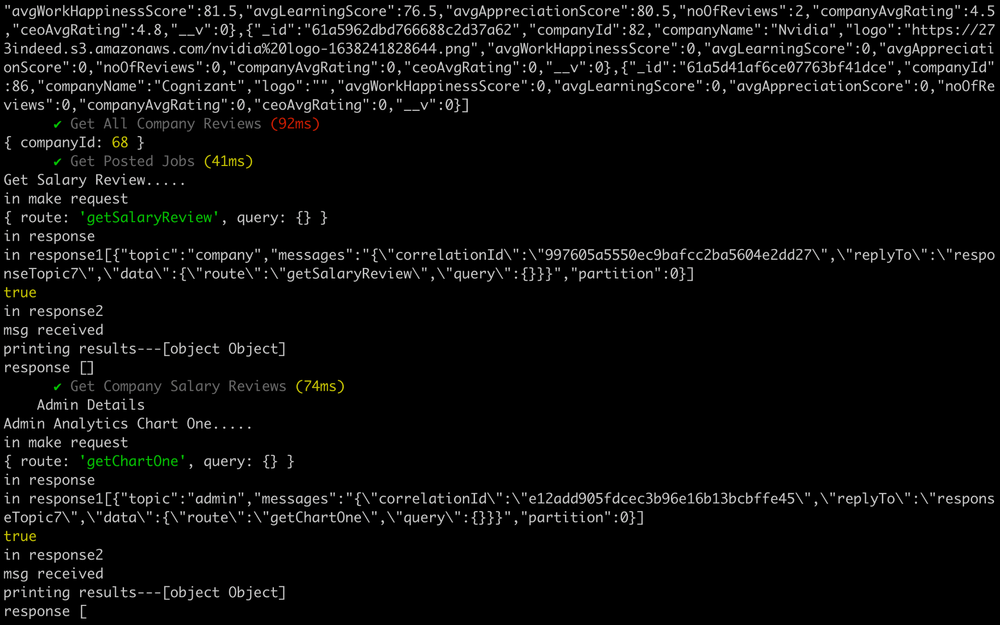 "avgWorkHappinessScore":81.5,"avgLearningScore":76.5,"avgAppreciationScore":80.5,"noOfReviews":2,"companyAvgRating":4.5
,"ceoAvgRating":4.8,"__v":0},{"_id":"61a5962dbd766688c2d37a62","companyId":82,"companyName":"Nvidia","logo":"https://27
3indeed.s3.amazonaws.com/nvidia%20logo-1638241828644.png","avgWorkHappinessScore":0,"avgLearningScore":0,"avgAppreciati
onScore":0,"noOfReviews":0,"companyAvgRating":0,"ceoAvgRating":0,"__v":0},{"_id":"61a5d41af6ce07763bf41dce","companyId"
:86,"companyName":"Cognizant","logo":"","avgWorkHappinessScore":0,"avgLearningScore":0,"avgAppreciationScore":0,"noOfRe
views":0,"companyAvgRating":0,"ceoAvgRating":0,"__v":0}]
✔ Get All Company Reviews (92ms)
{ companyId: 68 }
✔ Get Posted Jobs (41ms)
Get Salary Review.....
in make request
{ route: 'getSalaryReview', query: {} }
in response
in response1[{"topic":"company","messages":"{\"correlationId\":\"997605a5550ec9bafcc2ba5604e2dd27\",\"replyTo\":\"respo
nseTopic7\",\"data\":{\"route\":\"getSalaryReview\",\"query\":{}}}","partition":0}]
true
in response2
msg received
printing results---[object Object]
response []
✔ Get Company Salary Reviews (74ms)
Admin Details
Admin Analytics Chart One.....
in make request
{ route: 'getChartOne', query: {} }
in response
in response1[{"topic":"admin","messages":"{\"correlationId\":\"e12add905fdcec3b96e16b13bcbffe45\",\"replyTo\":\"respons
eTopic7\",\"data\":{\"route\":\"getChartOne\",\"query\":{}}}","partition":0}]
true
in response2
msg received
printing results---[object Object]
response [